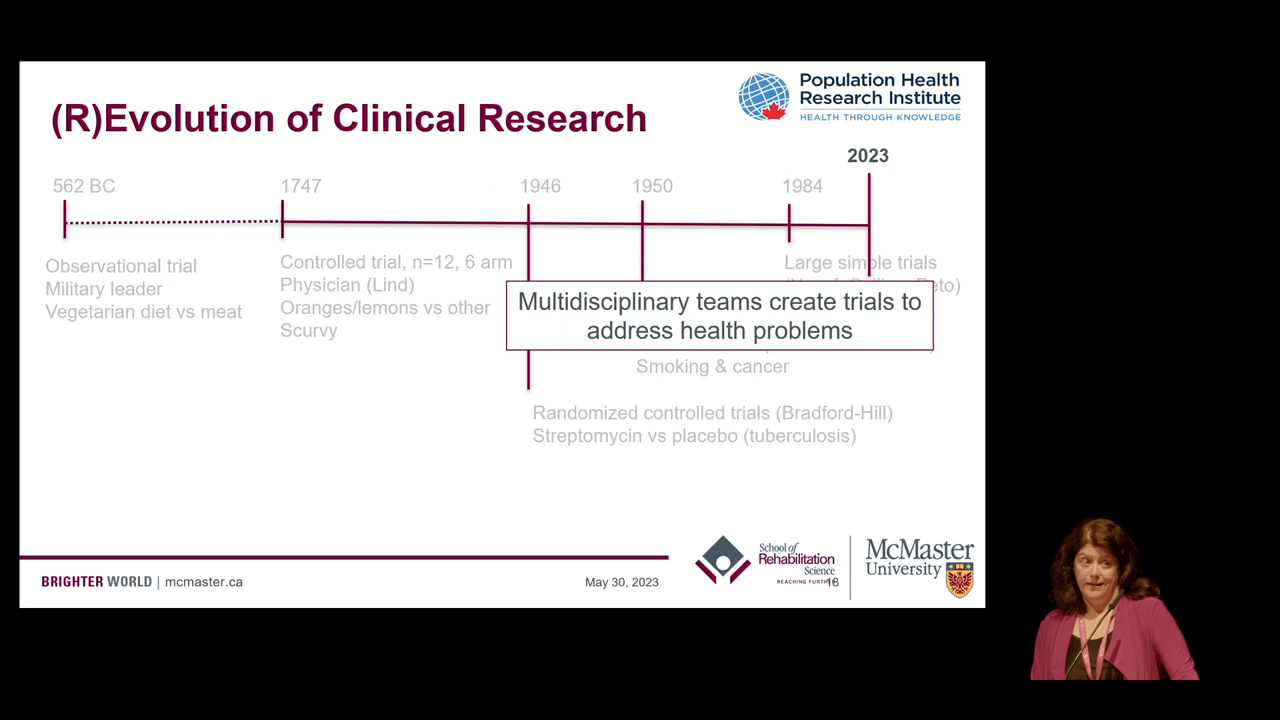 (R)Evolution of Clinical Research
Population Health
Research Institute
HEALTH THROUGH KNOWLEDGE
2023
562 BC
1747
1946
1950
1984
Observational trial
Military leader
Vegetarian diet vs meat
Controlled trial, n=12, 6 arm
Physician (Lind)
Oranges/lemons vs other
Scurvy
Large simple trials
Multidisciplinary teams create trials to
address health problems
Smoking & cancer
Randomized controlled trials (Bradford-Hill)
Streptomycin vs placebo (tuberculosis)
BRIGHTER WORLD | mcmaster.ca
May 30, 2023
School of
Rehabilitation
Science
REACHING FURTHER
16
McMaster
University